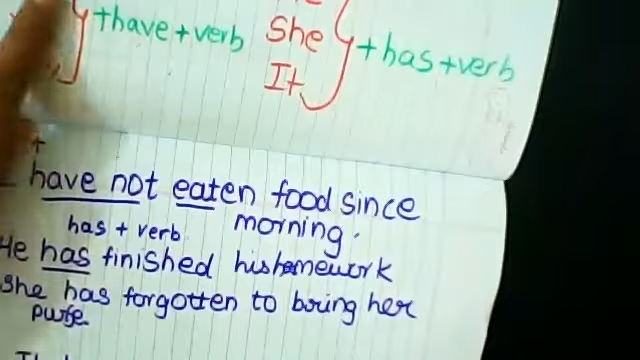 +have+verb
She
It
+has+verb
+
have not eaten food since
morning.
has + verb
He has finished his homework
She has forgotten to bring her
purse